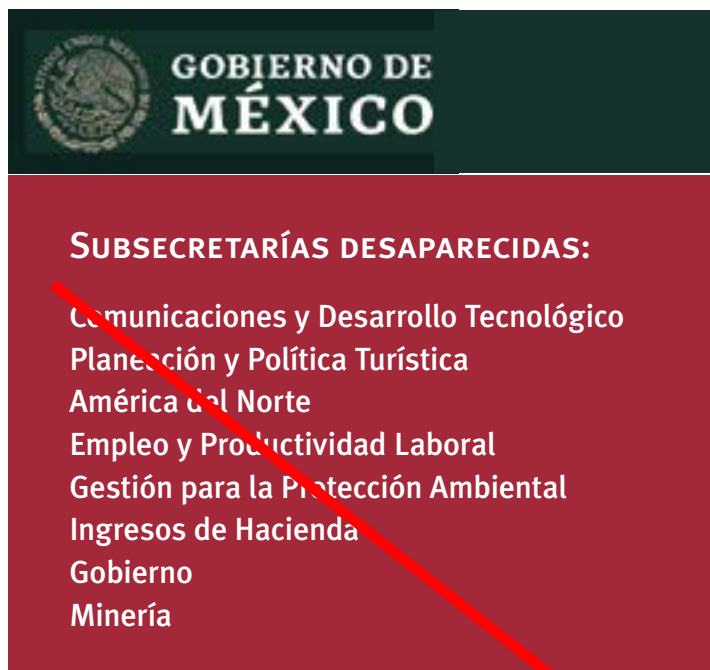 GOBIERNO DE
MÉXICO
SUBSECRETARÍAS DESAPARECIDAS:
Comunicaciones y Desarrollo Tecnológico
Planeación y Política Turística
América del Norte
Empleo y Productividad Laboral
Gestión para la Protección Ambiental
Ingresos de Hacienda
Gobierno
Minería